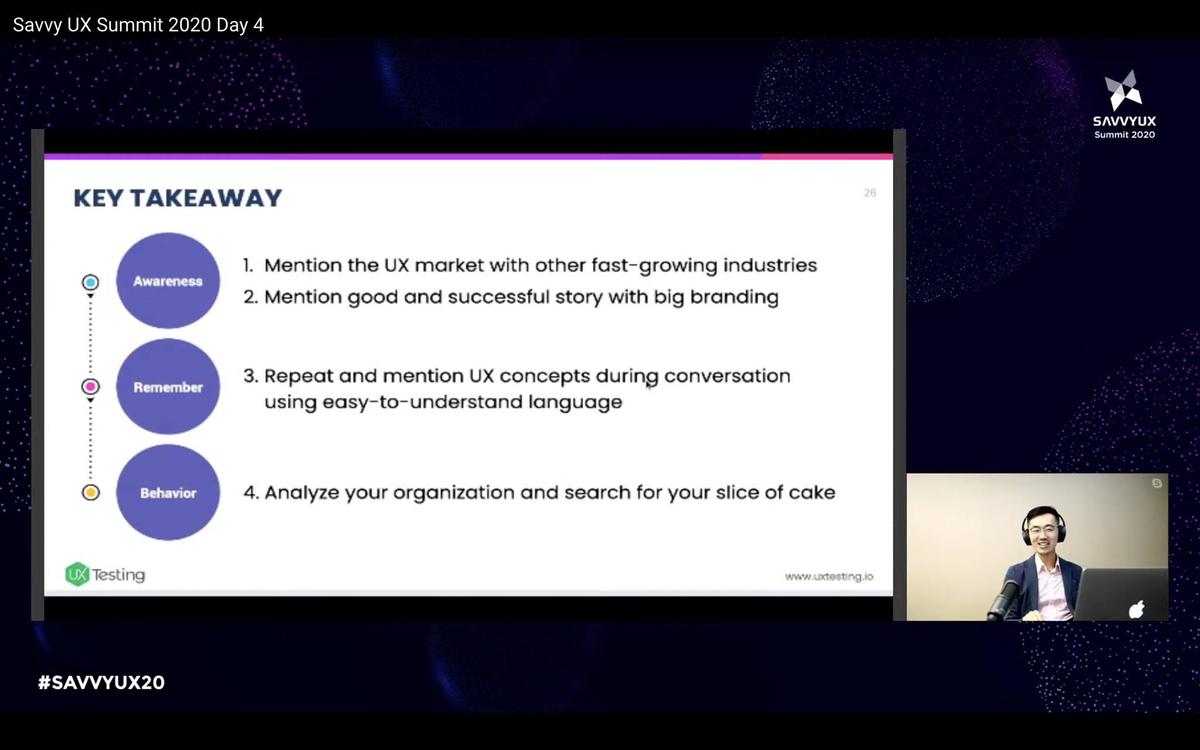 Savvy UX Summit 2020 Day 4
SAVVYUX
Summit 2020
KEY TAKEAWAY
26
Awareness
1. Mention the UX market with other fast-growing industries
2. Mention good and successful story with big branding
Remember
3. Repeat and mention UX concepts during conversation
using easy-to-understand language
Behavior
4. Analyze your organization and search for your slice of cake
UX Testing
www.uxtesting.io
#SAVVYUX20